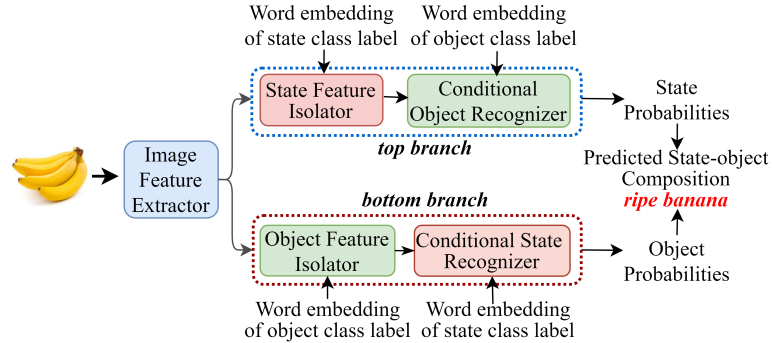 Word embedding
of state class label
Word embedding
of object class label
State Feature
Isolator
Conditional
Object Recognizer
State
Probabilities
top branch
Image
Feature
Extractor
Predicted State-object
Composition
ripe banana
bottom branch
Object Feature
Isolator
Conditional State
Recognizer
Object
Probabilities
Word embedding
of object class label
Word embedding
of state class label